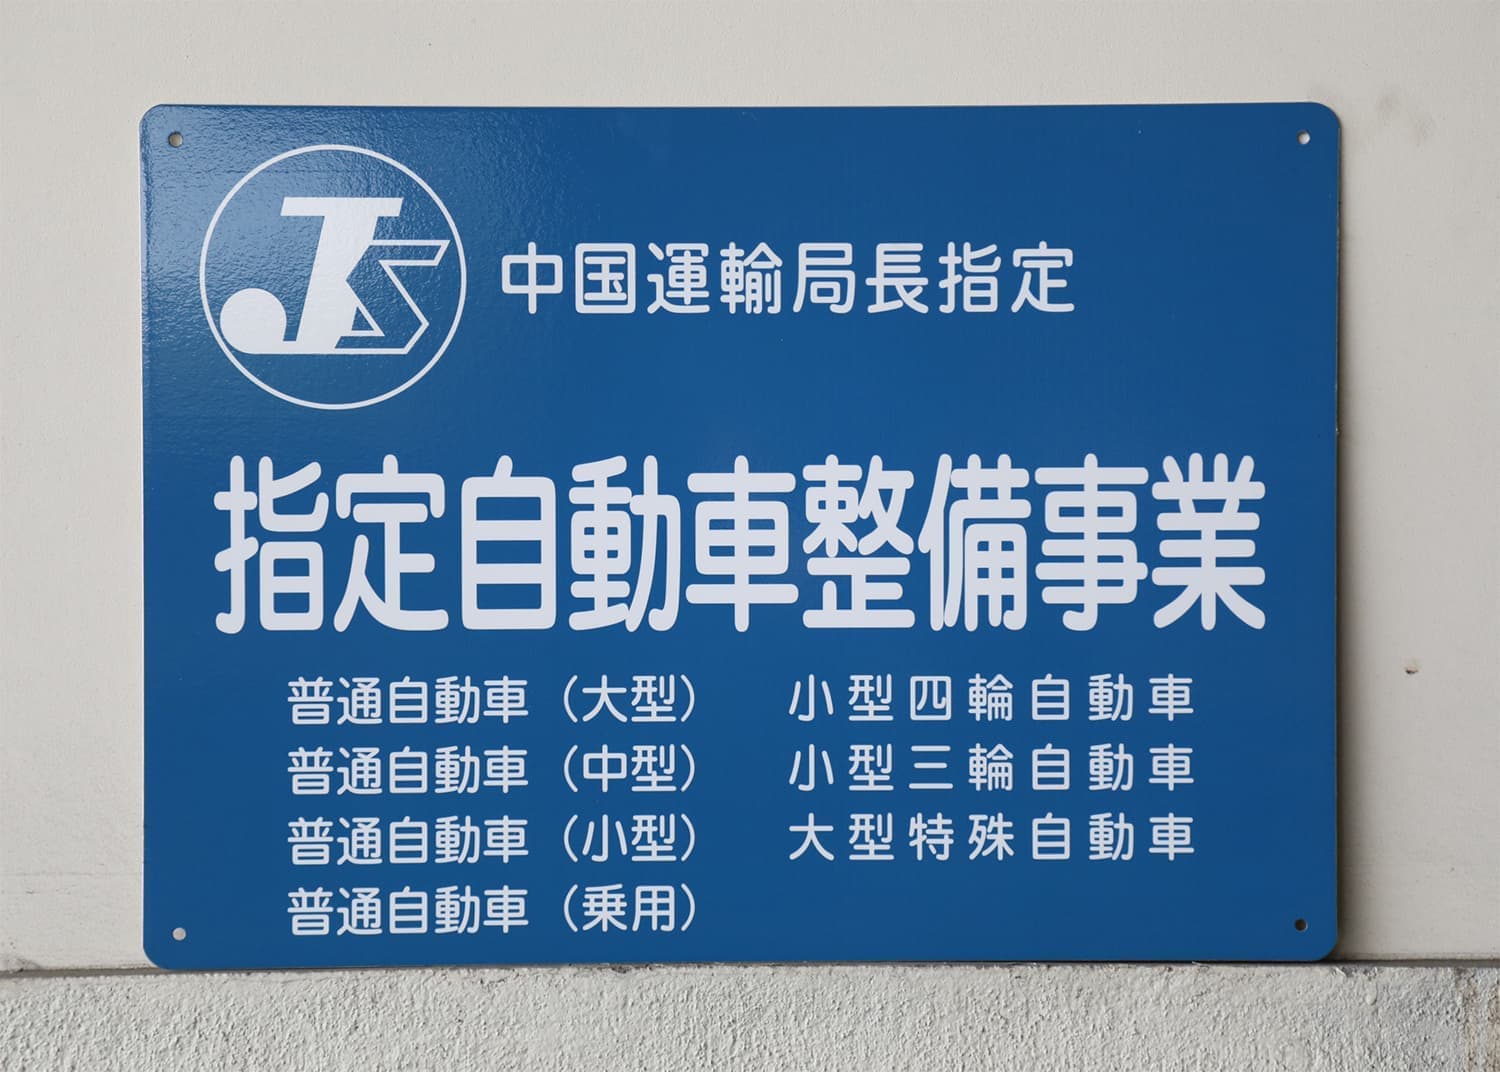 JS
中国運輸局長指定
指定自動車整備事業
普通自動車（大型）
普通自動車（中型）
普通自動車（小型）
普通自動車（乗用）
小型四輪自動車
小型三輪自動車
大型特殊自動車